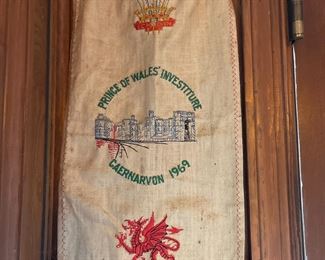 PRINCE OF WALES' INVESTITURE
CAERNARVON 1969